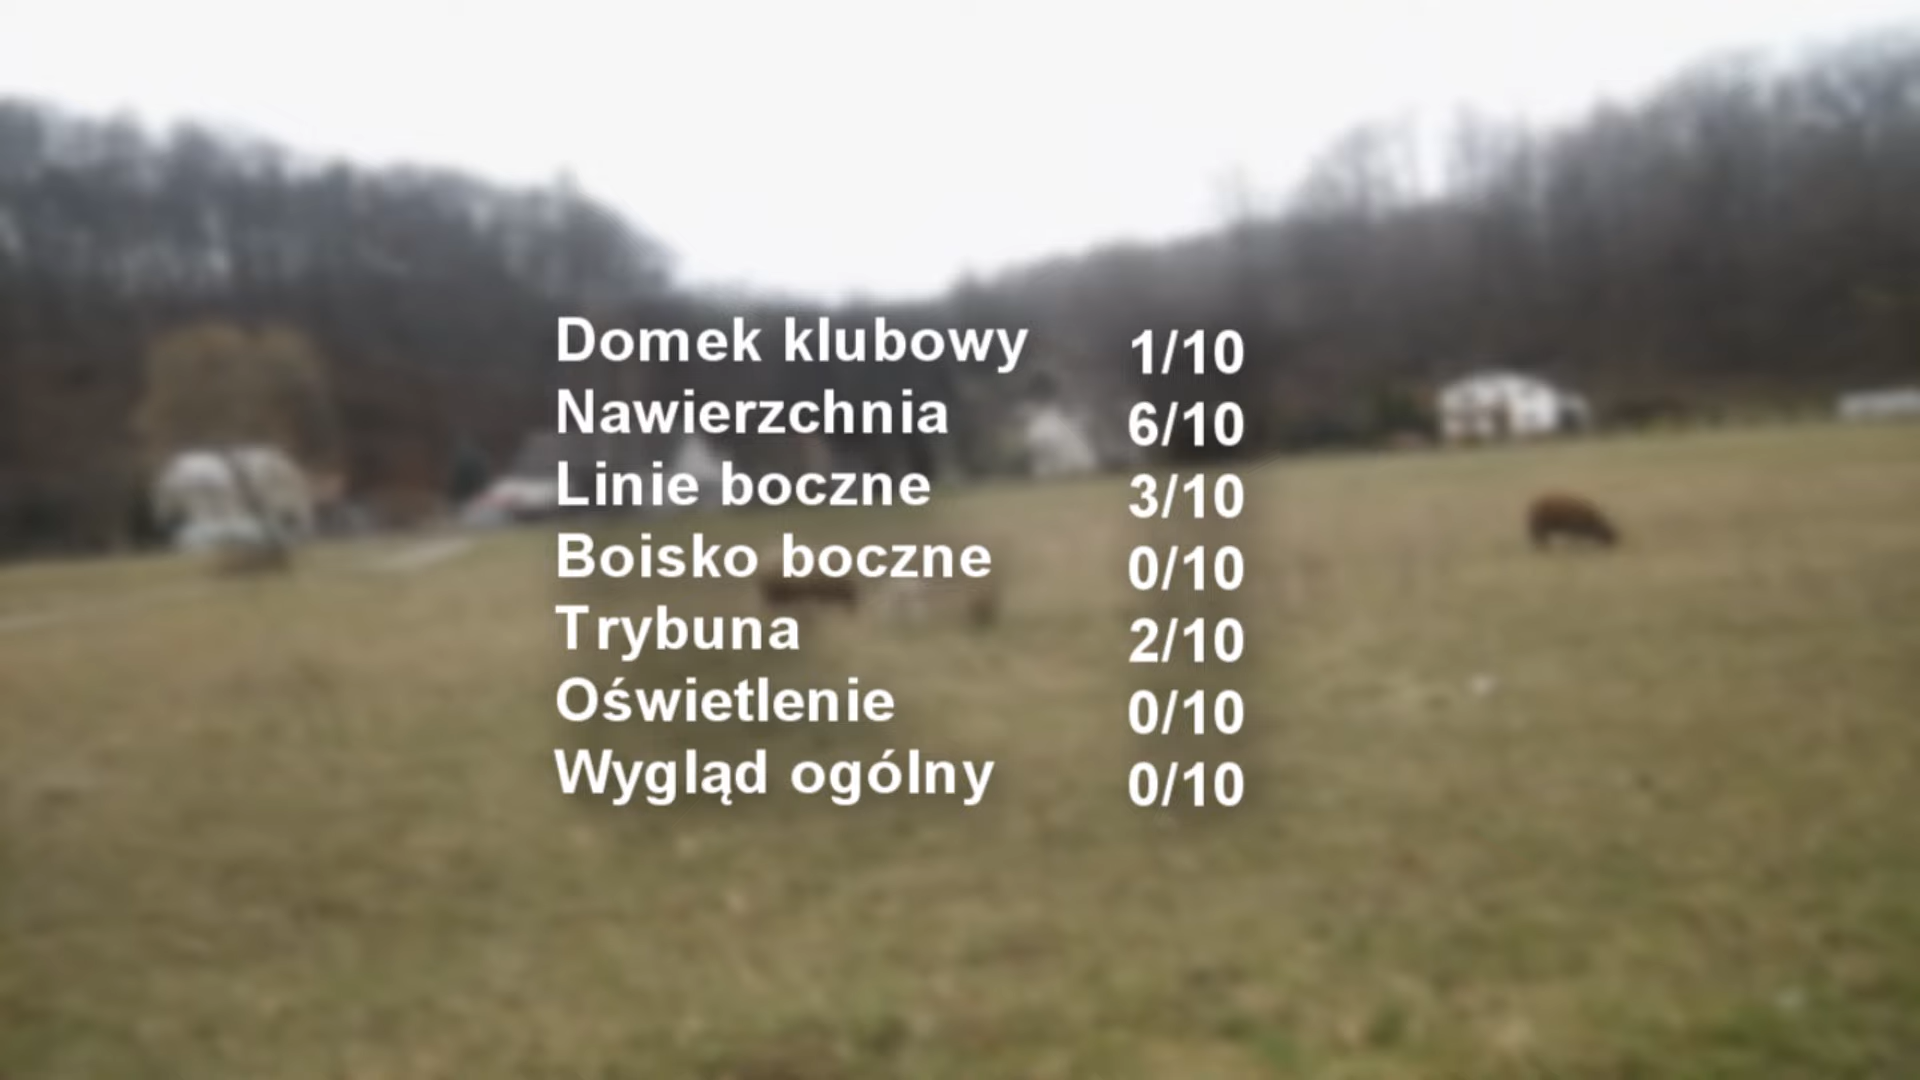 Domek klubowy 1/10
Nawierzchnia 6/10
Linie boczne 3/10
Boisko boczne 0/10
Trybuna 2/10
Oświetlenie 0/10
Wygląd ogólny 0/10